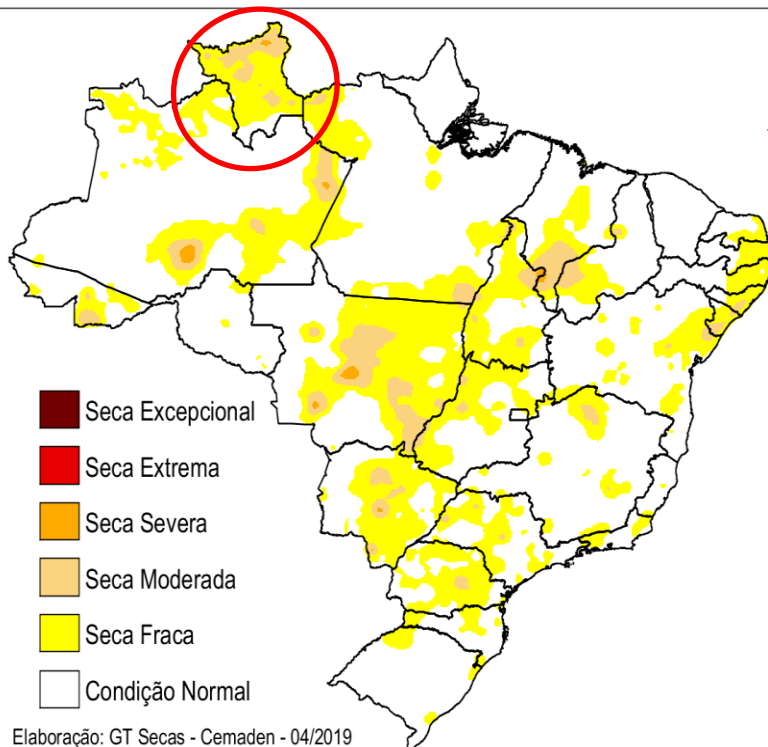 Seca Excepcional
Seca Extrema
Seca Severa
Seca Moderada
Seca Fraca
Condição Normal
Elaboração: GT Secas - Cemaden - 04/2019